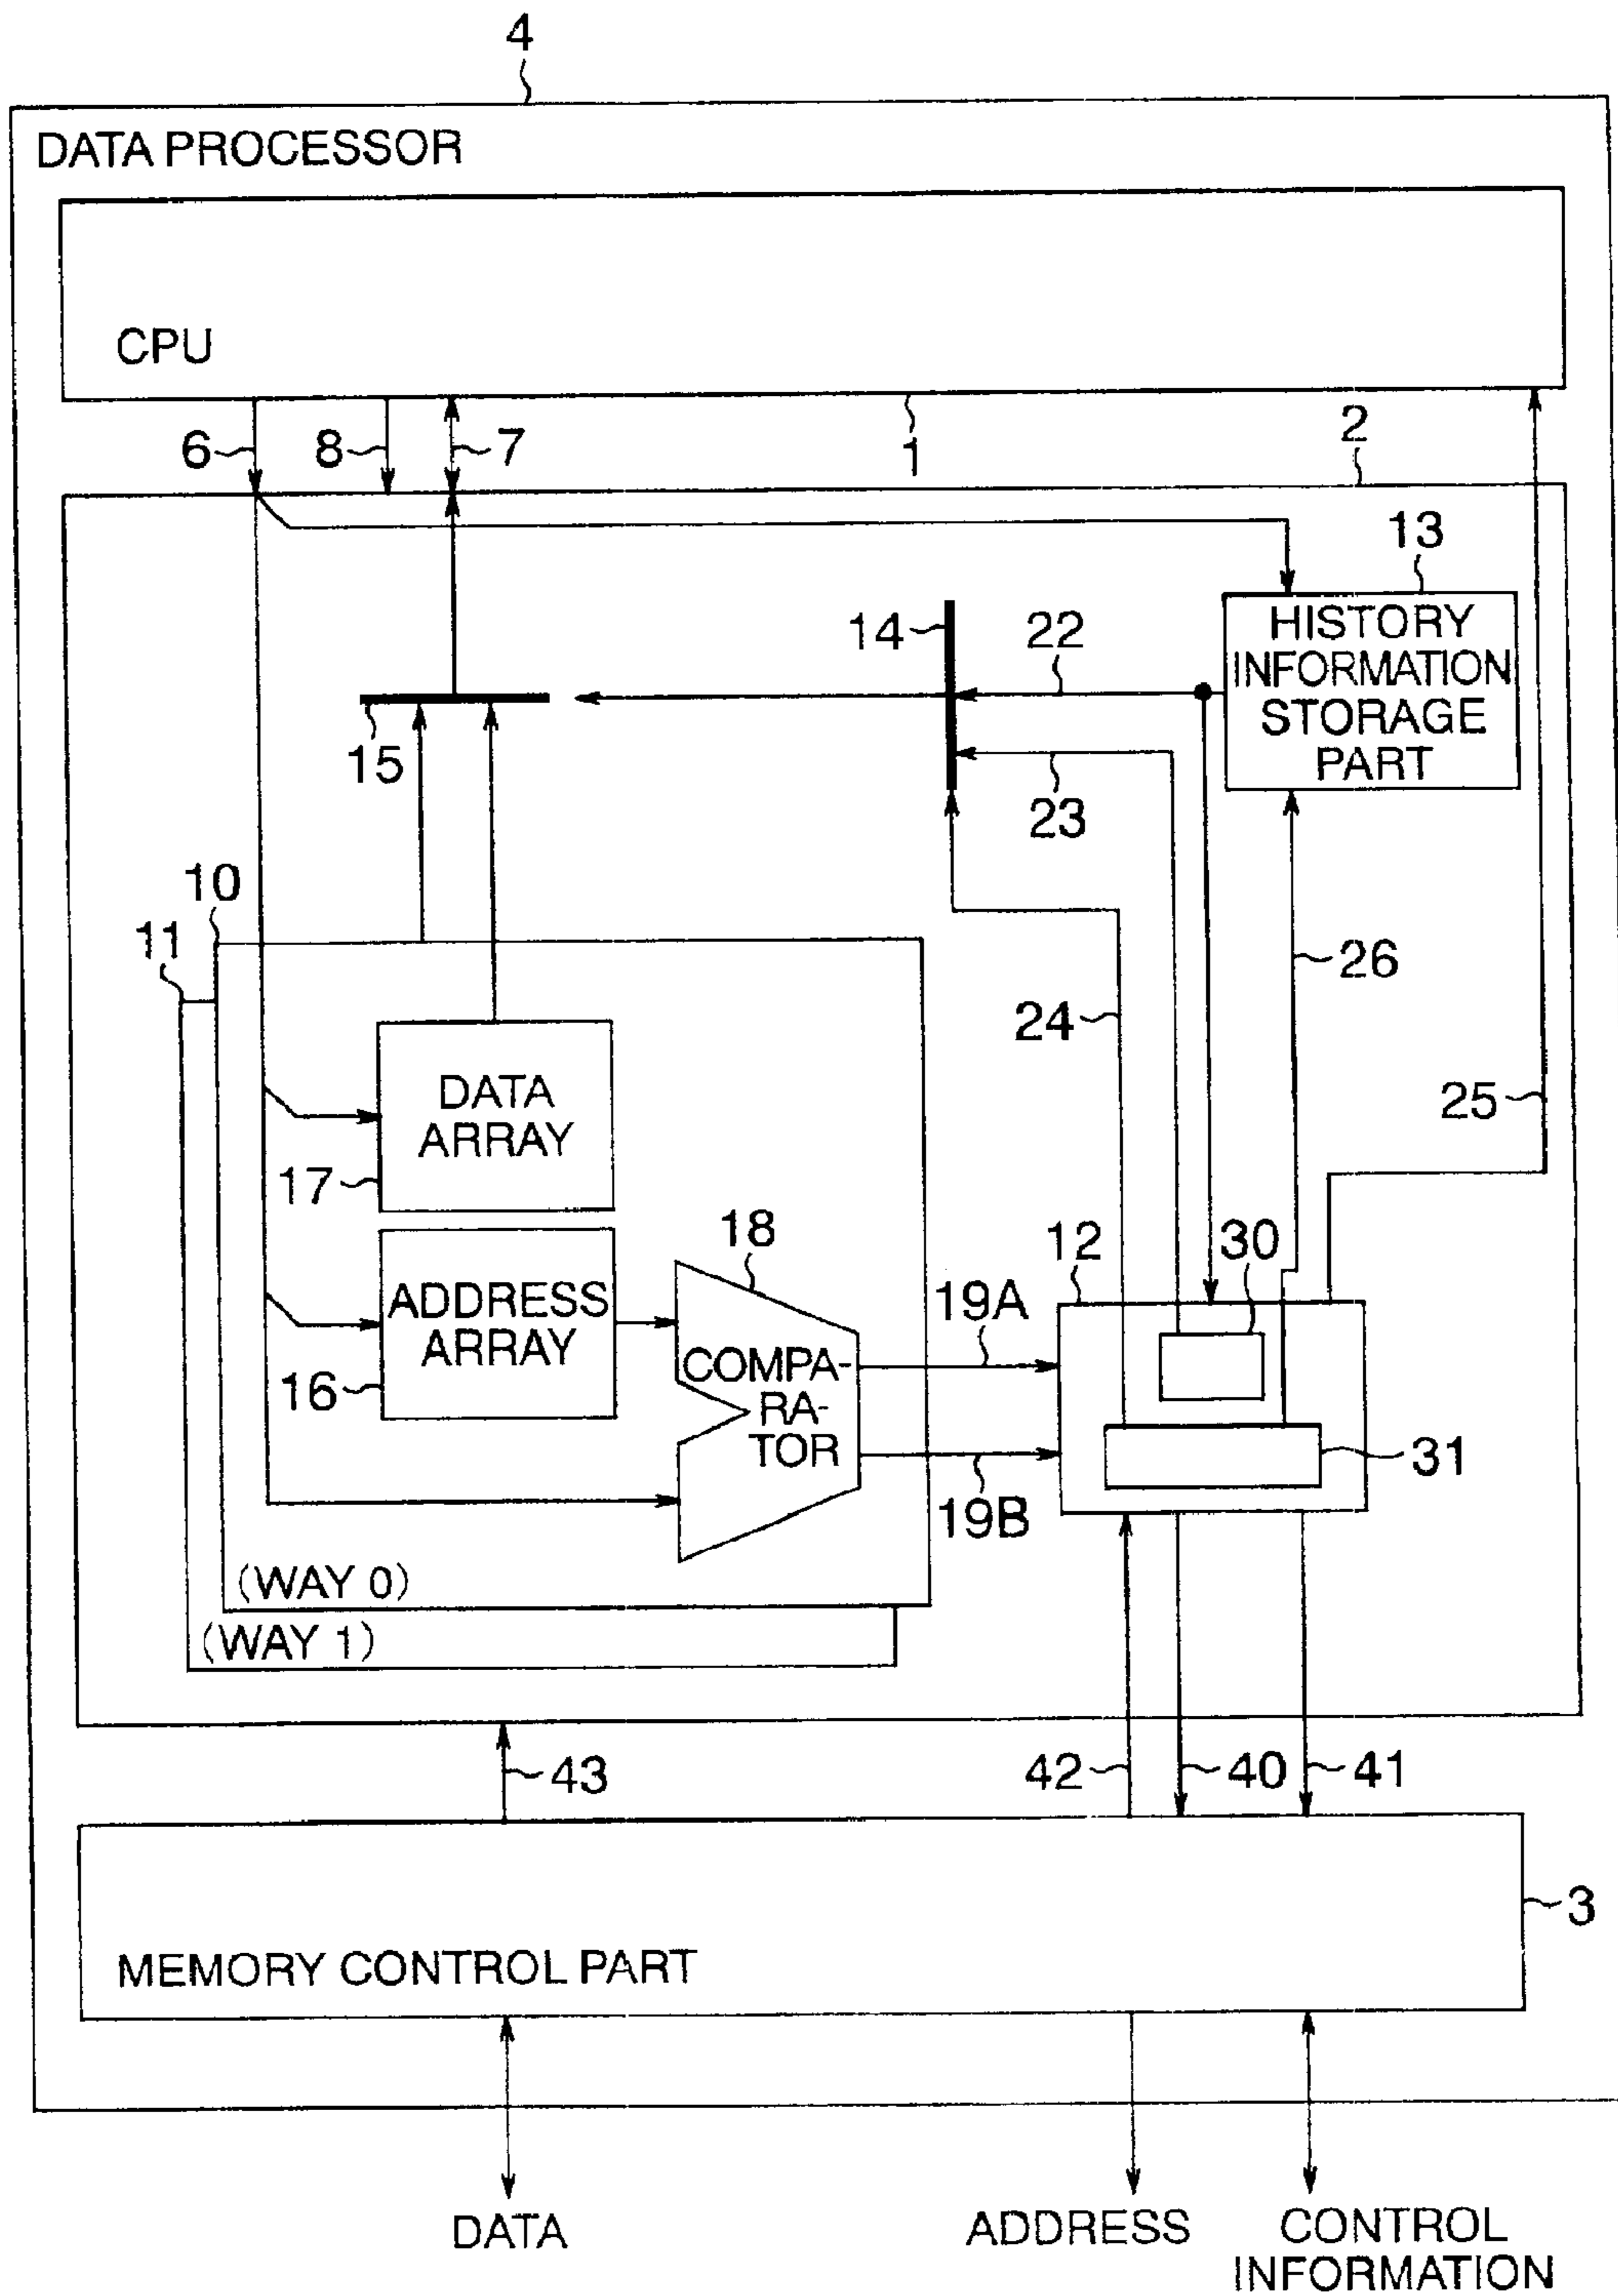 4
DATA PROCESSOR
CPU
6
8
7
1
2
13
HISTORY
INFORMATION
STORAGE
PART
14
22
15
23
10
11
26
24
25
DATA
ARRAY
17
18
12
30
ADDRESS
ARRAY
19A
COMPA-
RA-
TOR
16
31
19B
(WAY 0)
(WAY 1)
43
42
40
41
3
MEMORY CONTROL PART
DATA
ADDRESS
CONTROL
INFORMATION